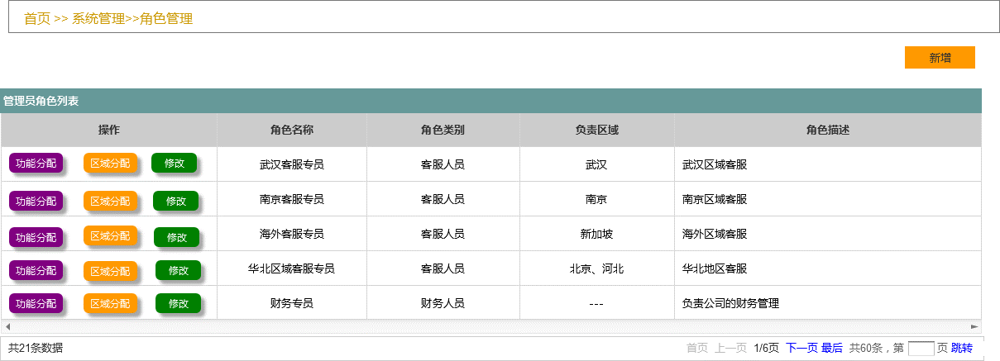 首页 >> 系统管理>>角色管理
新增
管理员角色列表
操作 角色名称 角色类别 负责区域 角色描述
功能分配 区域分配 修改 武汉客服专员 客服人员 武汉 武汉区域客服
功能分配 区域分配 修改 南京客服专员 客服人员 南京 南京区域客服
功能分配 区域分配 修改 海外客服专员 客服人员 新加坡 海外区域客服
功能分配 区域分配 修改 华北区域客服专员 客服人员 北京、河北 华北地区客服
功能分配 区域分配 修改 财务专员 财务人员 --- 负责公司的财务管理
共21条数据 首页 上一页 1/6页 下一页 最后 共60条，第 页 跳转